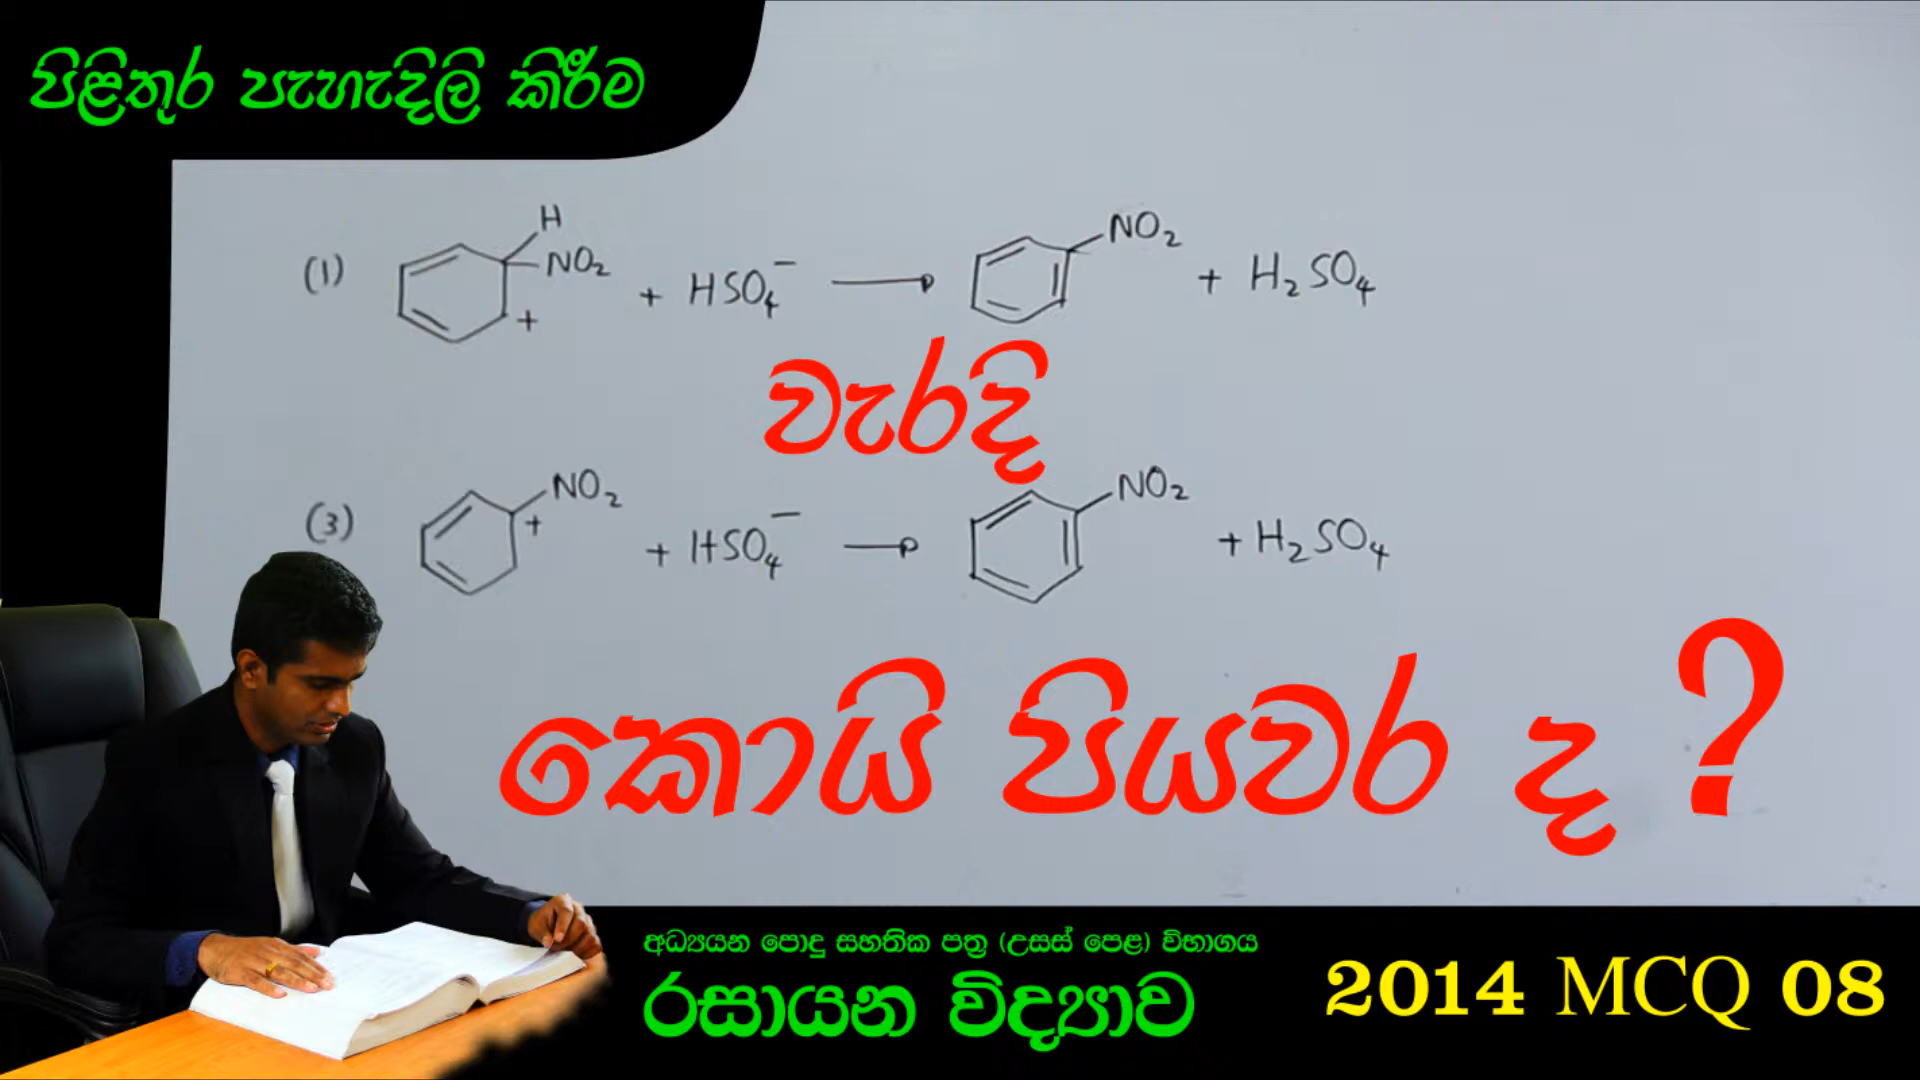 පිළිතුර පැහැදිලි කිරීම
(1) H NO₂ + + HSO₄⁻ → NO₂ + H₂SO₄
වැරදි
(3) NO₂ + + HSO₄⁻ → NO₂ + H₂SO₄
කොයි පියවර ද ?
අධ්‍යයන පොදු සහතික පත්‍ර (උසස් පෙළ) විභාගය
රසායන විද්‍යාව
2014 MCQ 08